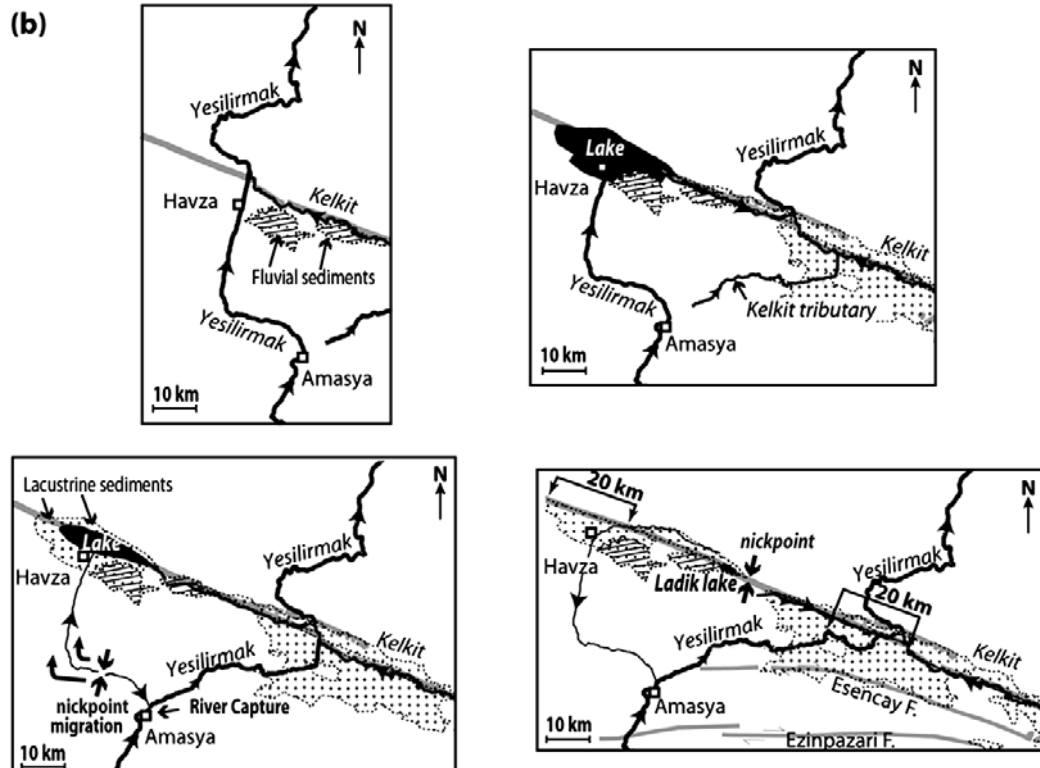 (b)
N
Yesilirmak
Havza
Kelkit
Fluvial sediments
Yesilirmak
Amasya
10 km
N
Yesilirmak
Lake
Havza
Kelkit
Yesilirmak
Kelkit tributary
Amasya
10 km
Lacustrine sediments
N
Lake
Havza
Kelkit
Yesilirmak
nickpoint
migration
River Capture
Amasya
10 km
20 km
N
nickpoint
Havza
Ladik lake
Yesilirmak
20 km
Yesilirmak
Kelkit
Esencay F.
Amasya
10 km
Ezinpazari F.